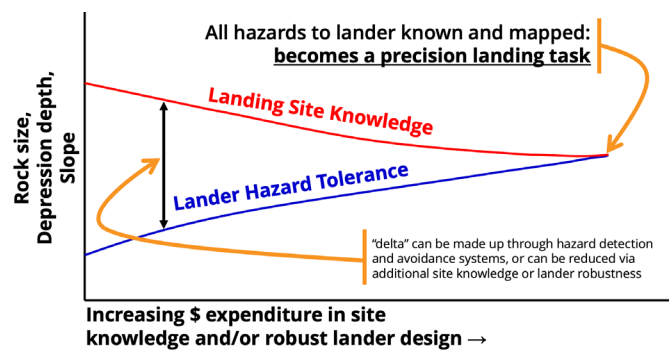 All hazards to lander known and mapped:
becomes a precision landing task
Landing Site Knowledge
Rock size,
Depression depth,
Slope
Lander Hazard Tolerance
“delta” can be made up through hazard detection
and avoidance systems, or can be reduced via
additional site knowledge or lander robustness
Increasing $ expenditure in site
knowledge and/or robust lander design →